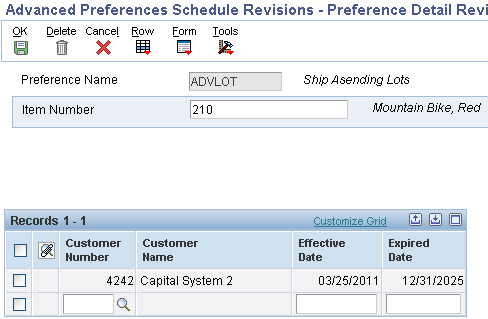 Advanced Preferences Schedule Revisions - Preference Detail Revi
OK Delete Cancel Row Form Tools
Preference Name ADVLOT Ship Asending Lots
Item Number 210 Mountain Bike, Red
Records 1 - 1 Customize Grid
Customer Number Customer Name Effective Date Expired Date
4242 Capital System 2 03/25/2011 12/31/2025